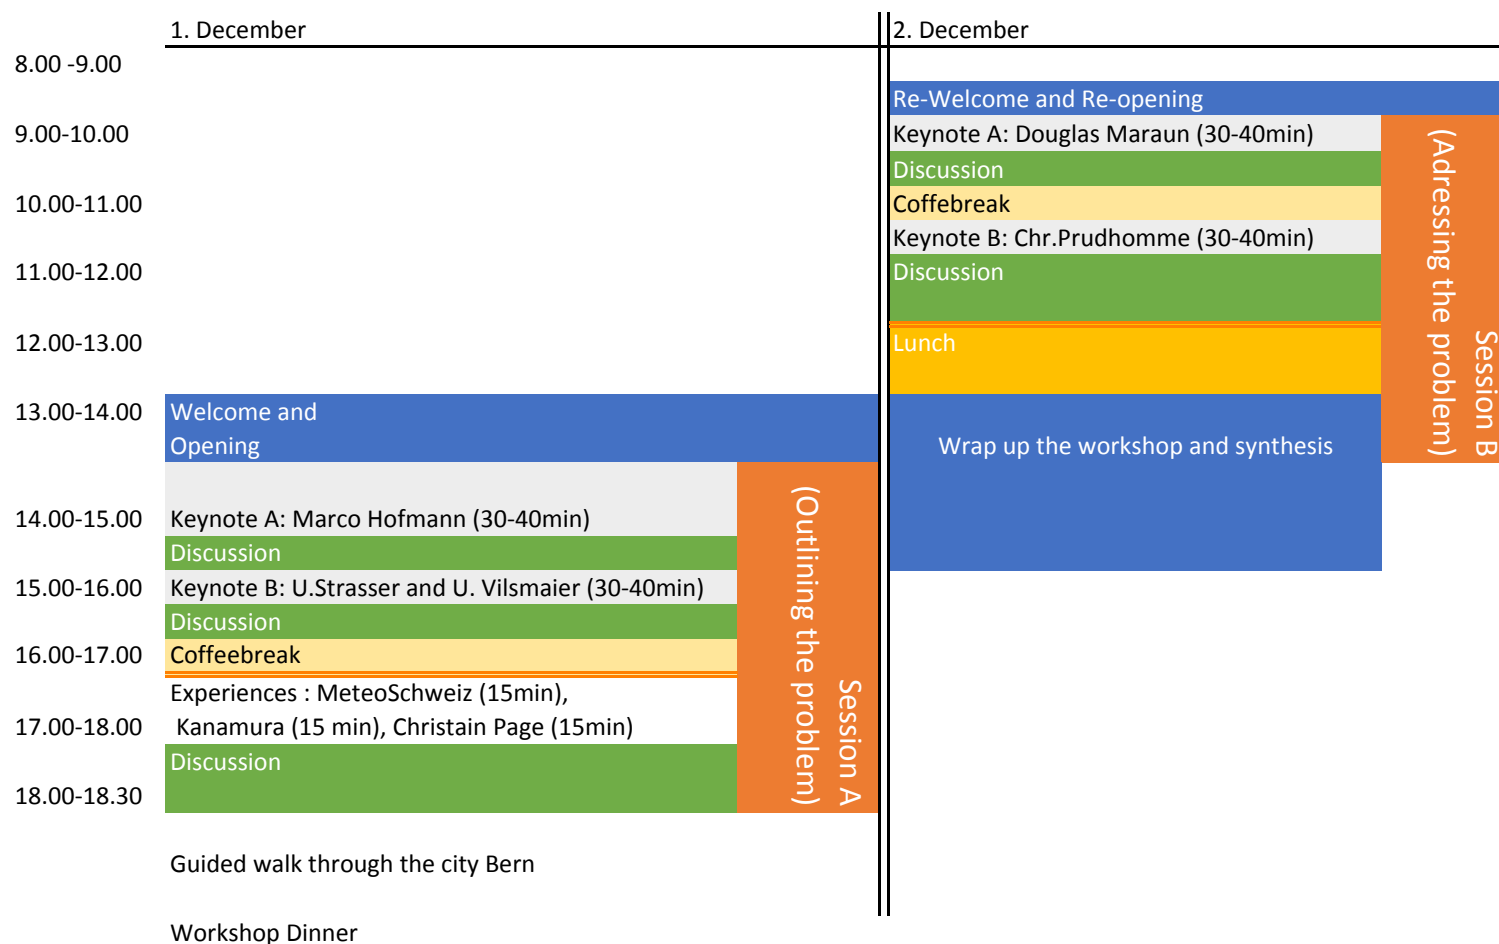 1. December
2. December
8.00 -9.00
Re-Welcome and Re-opening
9.00-10.00
Keynote A: Douglas Maraun (30-40min)
Discussion
10.00-11.00
Coffebreak
Keynote B: Chr.Prudhomme (30-40min)
11.00-12.00
Discussion
12.00-13.00
Lunch
Session B
(Adressing the problem)
13.00-14.00
Welcome and
Opening
Wrap up the workshop and synthesis
14.00-15.00
Keynote A: Marco Hofmann (30-40min)
Discussion
15.00-16.00
Keynote B: U.Strasser and U. Vilsmaier (30-40min)
Discussion
16.00-17.00
Coffeebreak
Experiences : MeteoSchweiz (15min),
17.00-18.00
Kanamura (15 min), Christain Page (15min)
Discussion
18.00-18.30
Session A
(Outlining the problem)
Guided walk through the city Bern
Workshop Dinner